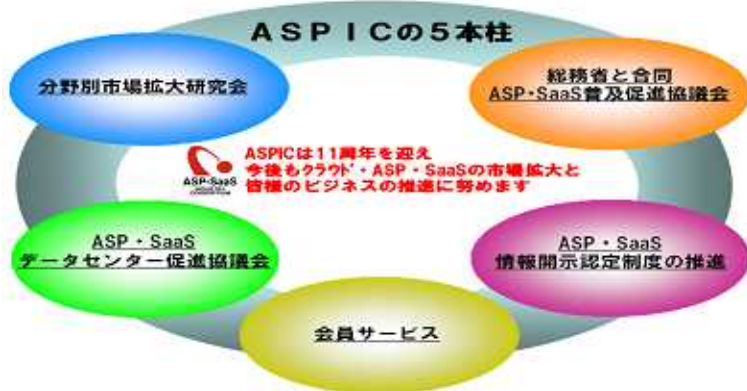 ASPICの5本柱
分野別市場拡大研究会
総務省と合同
ASP・SaaS普及促進協議会
ASPICは11周年を迎え
今後もクラウド・ASP・SaaSの市場拡大と
皆様のビジネスの推進に努めます
ASP-SaaS
ASP・SaaS
データセンター促進協議会
ASP・SaaS
情報開示認定制度の推進
会員サービス